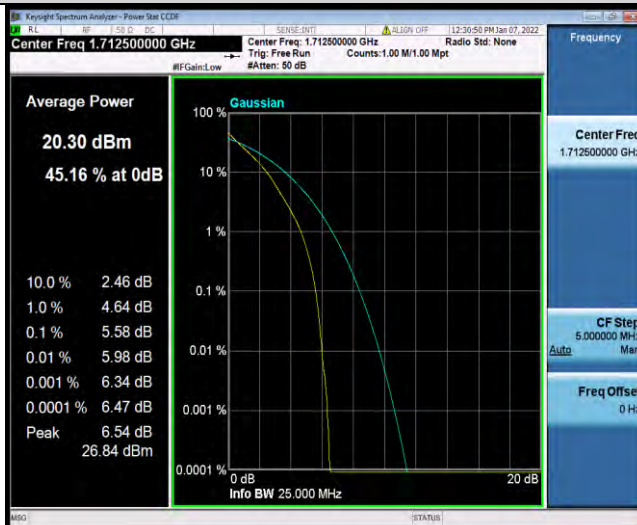 Keysight Spectrum Analyzer - Power Stat CCDF
RL RF 50 Ω DC SENSE:INT ALIGN OFF 12:30:50 PM Jan 07, 2022
Center Freq 1.712500000 GHz
Center Freq: 1.712500000 GHz Radio Std: None
Trig: Free Run Counts:1.00 M/1.00 Mpt
#IFGain:Low #Atten: 50 dB
Frequency
Average Power
20.30 dBm
45.16 % at 0dB
10.0 % 2.46 dB
1.0 % 4.64 dB
0.1 % 5.58 dB
0.01 % 5.98 dB
0.001 % 6.34 dB
0.0001 % 6.47 dB
Peak 6.54 dB
26.84 dBm
Gaussian
100 %
10 %
1 %
0.1 %
0.01 %
0.001 %
0.0001 %
0 dB 20 dB
Info BW 25.000 MHz
Center Freq
1.712500000 GHz
CF Step
5.000000 MHz
Auto Man
Freq Offset
0 Hz
MSG STATUS